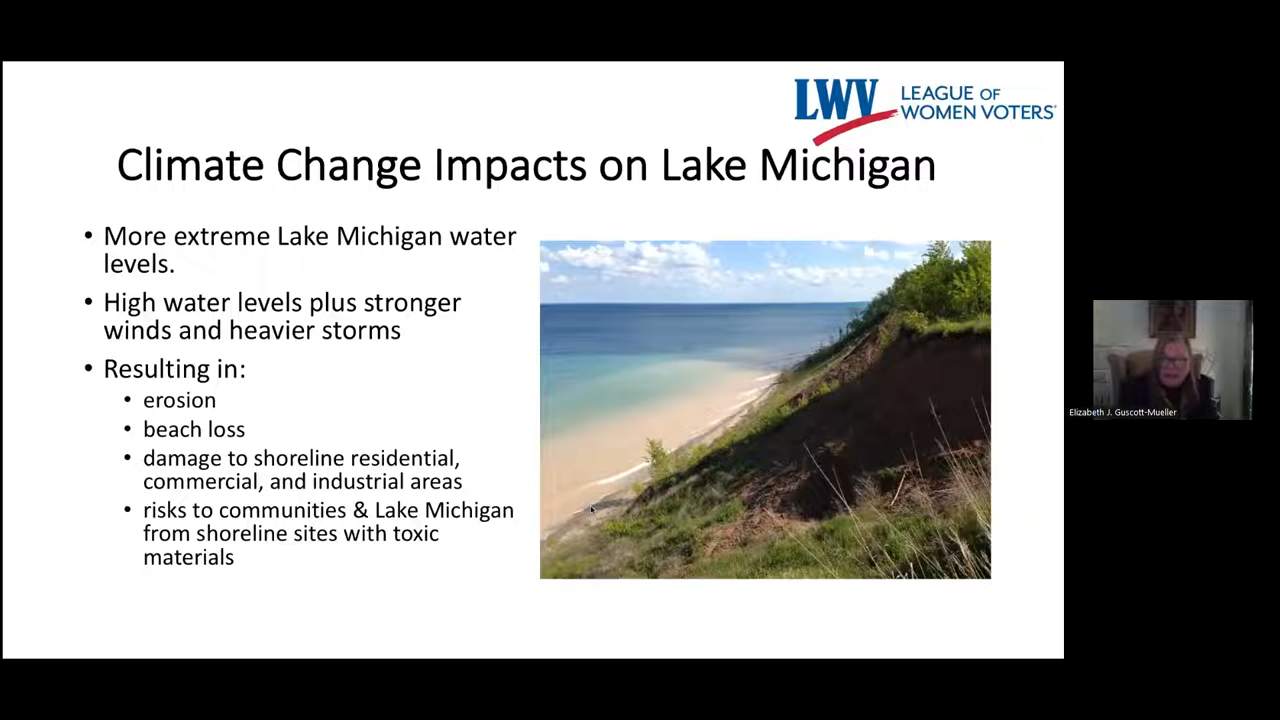 LWV LEAGUE OF
WOMEN VOTERS®
Climate Change Impacts on Lake Michigan
• More extreme Lake Michigan water
levels.
• High water levels plus stronger
winds and heavier storms
• Resulting in:
• erosion
• beach loss
• damage to shoreline residential,
commercial, and industrial areas
• risks to communities & Lake Michigan
from shoreline sites with toxic
materials
Elizabeth J. Guscott-Mueller